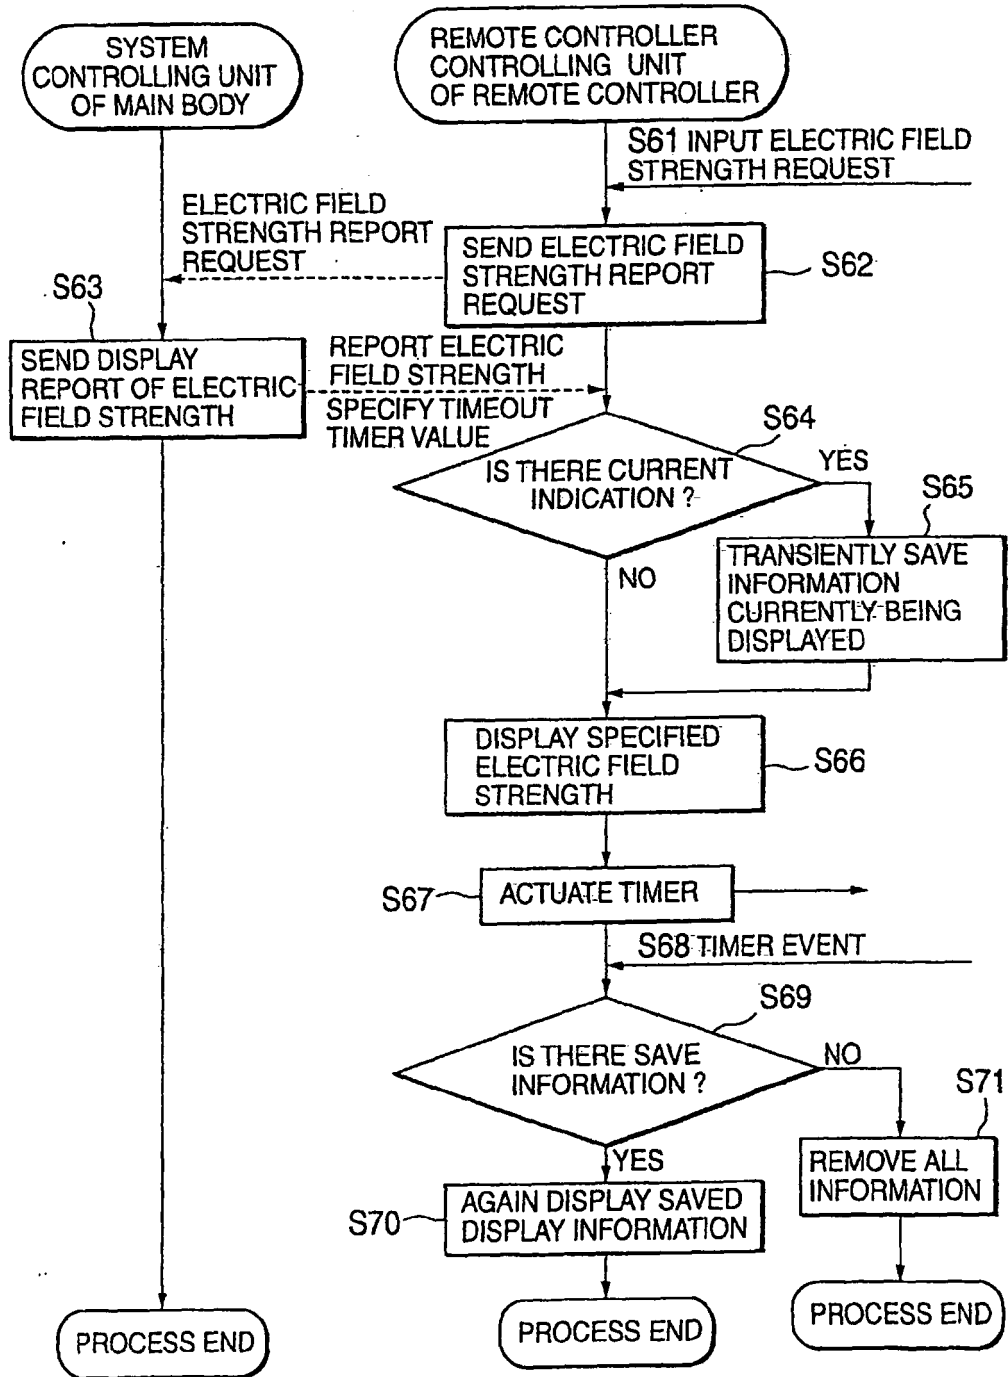 SYSTEM
CONTROLLING UNIT
OF MAIN BODY
REMOTE CONTROLLER
CONTROLLING UNIT
OF REMOTE CONTROLLER
S61 INPUT ELECTRIC FIELD
STRENGTH REQUEST
ELECTRIC FIELD
STRENGTH REPORT
REQUEST
SEND ELECTRIC FIELD
STRENGTH REPORT
REQUEST
S62
S63
SEND DISPLAY
REPORT OF ELECTRIC
FIELD STRENGTH
REPORT ELECTRIC
FIELD STRENGTH
SPECIFY TIMEOUT
TIMER VALUE
S64
IS THERE CURRENT
INDICATION ?
YES
NO
S65
TRANSIENTLY SAVE
INFORMATION
CURRENTLY BEING
DISPLAYED
DISPLAY SPECIFIED
ELECTRIC FIELD
STRENGTH
S66
S67
ACTUATE TIMER
S68 TIMER EVENT
S69
IS THERE SAVE
INFORMATION ?
NO
YES
S71
REMOVE ALL
INFORMATION
S70
AGAIN DISPLAY SAVED
DISPLAY INFORMATION
PROCESS END
PROCESS END
PROCESS END